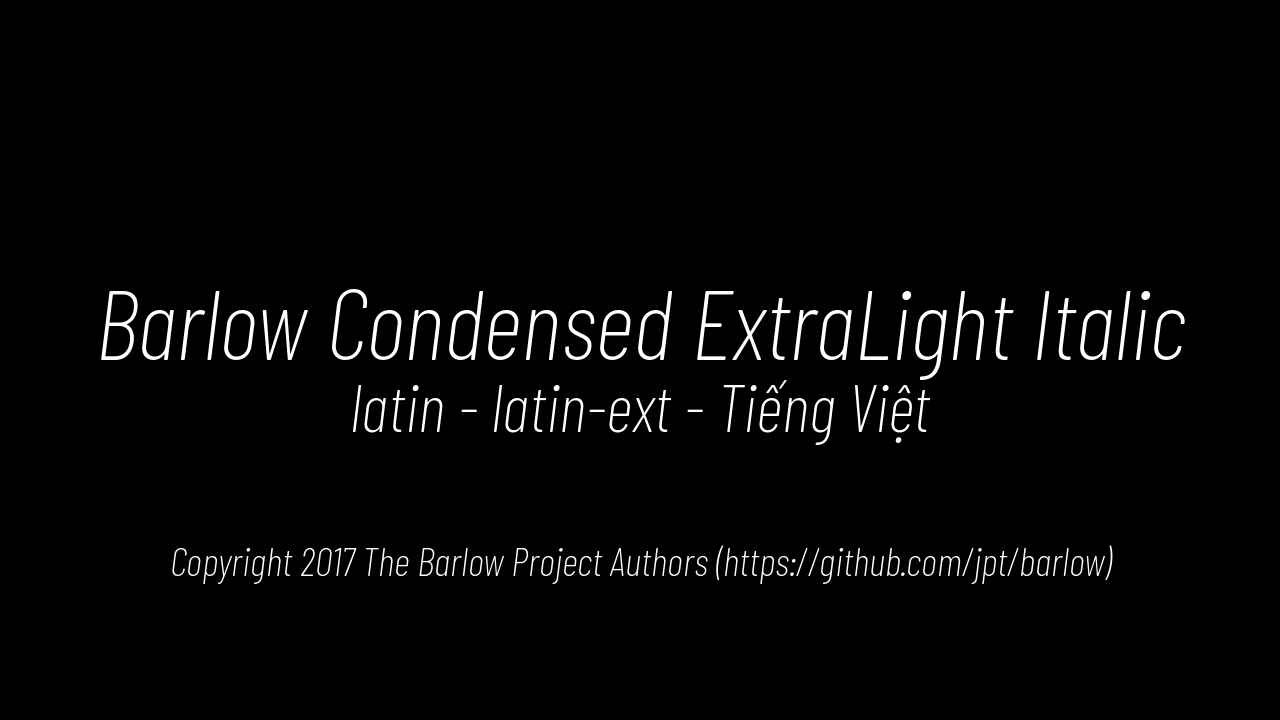 Barlow Condensed ExtraLight Italic
latin - latin-ext - Tiếng Việt
Copyright 2017 The Barlow Project Authors (https://github.com/jpt/barlow)